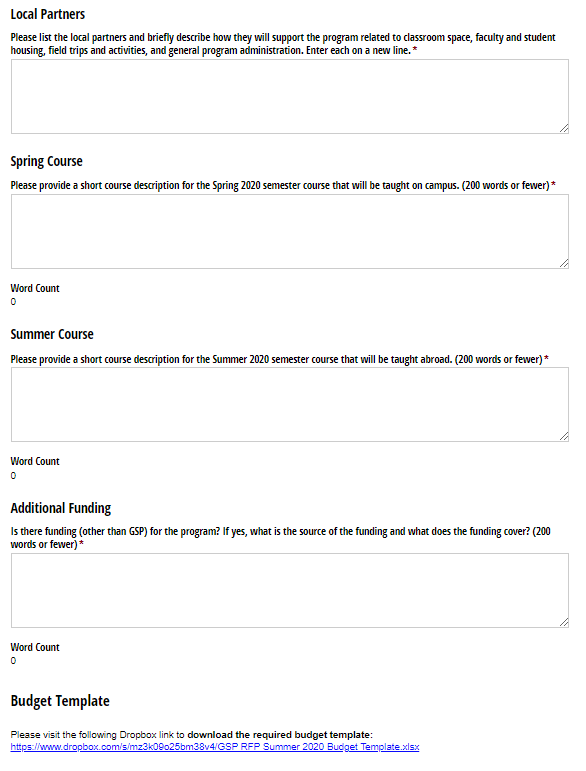 Local Partners
Please list the local partners and briefly describe how they will support the program related to classroom space, faculty and student
housing, field trips and activities, and general program administration. Enter each on a new line. *
Spring Course
Please provide a short course description for the Spring 2020 semester course that will be taught on campus. (200 words or fewer) *
Word Count
0
Summer Course
Please provide a short course description for the Summer 2020 semester course that will be taught abroad. (200 words or fewer) *
Word Count
0
Additional Funding
Is there funding (other than GSP) for the program? If yes, what is the source of the funding and what does the funding cover? (200
words or fewer) *
Word Count
0
Budget Template
Please visit the following Dropbox link to download the required budget template:
https://www.dropbox.com/s/mz3k09o25bm38v4/GSP RFP Summer 2020 Budget Template.xlsx